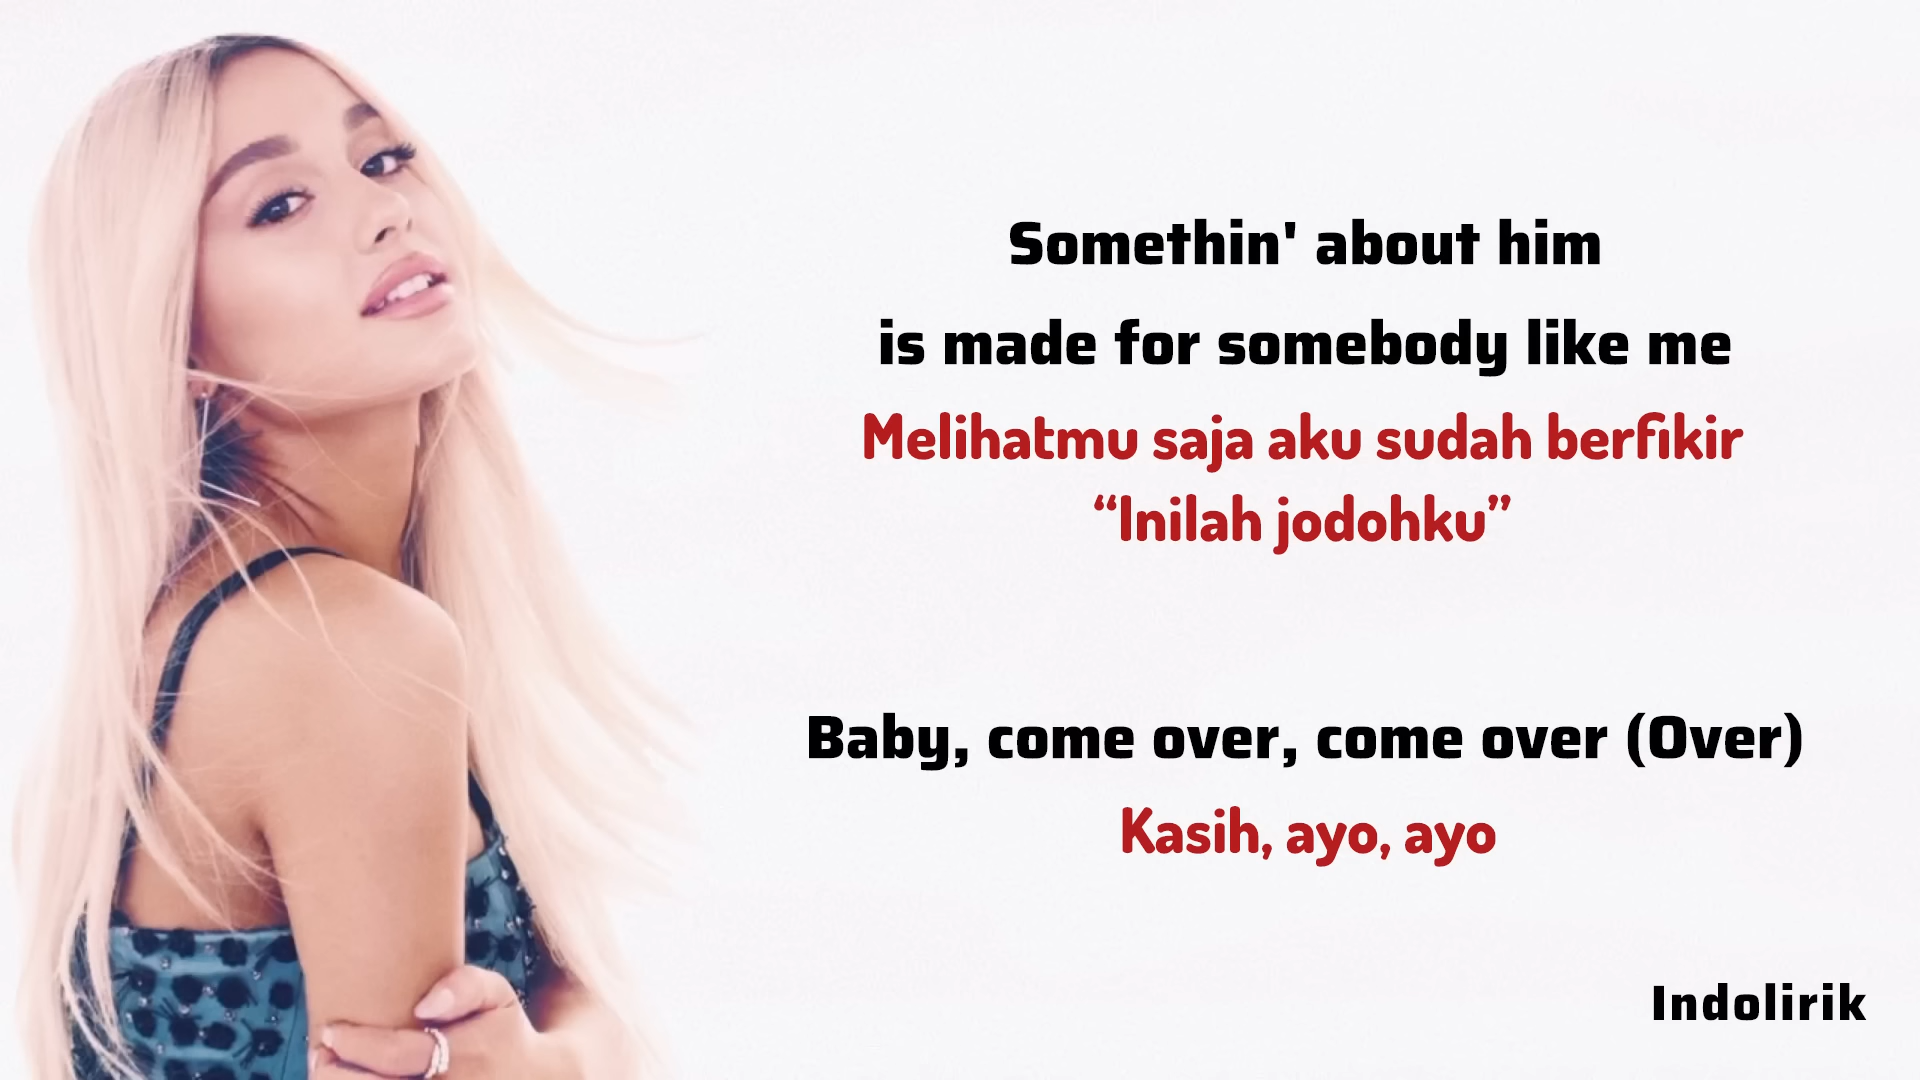 Somethin' about him
is made for somebody like me
Melihatmu saja aku sudah berfikir
“Inilah jodohku”
Baby, come over, come over (Over)
Kasih, ayo, ayo
Indolirik